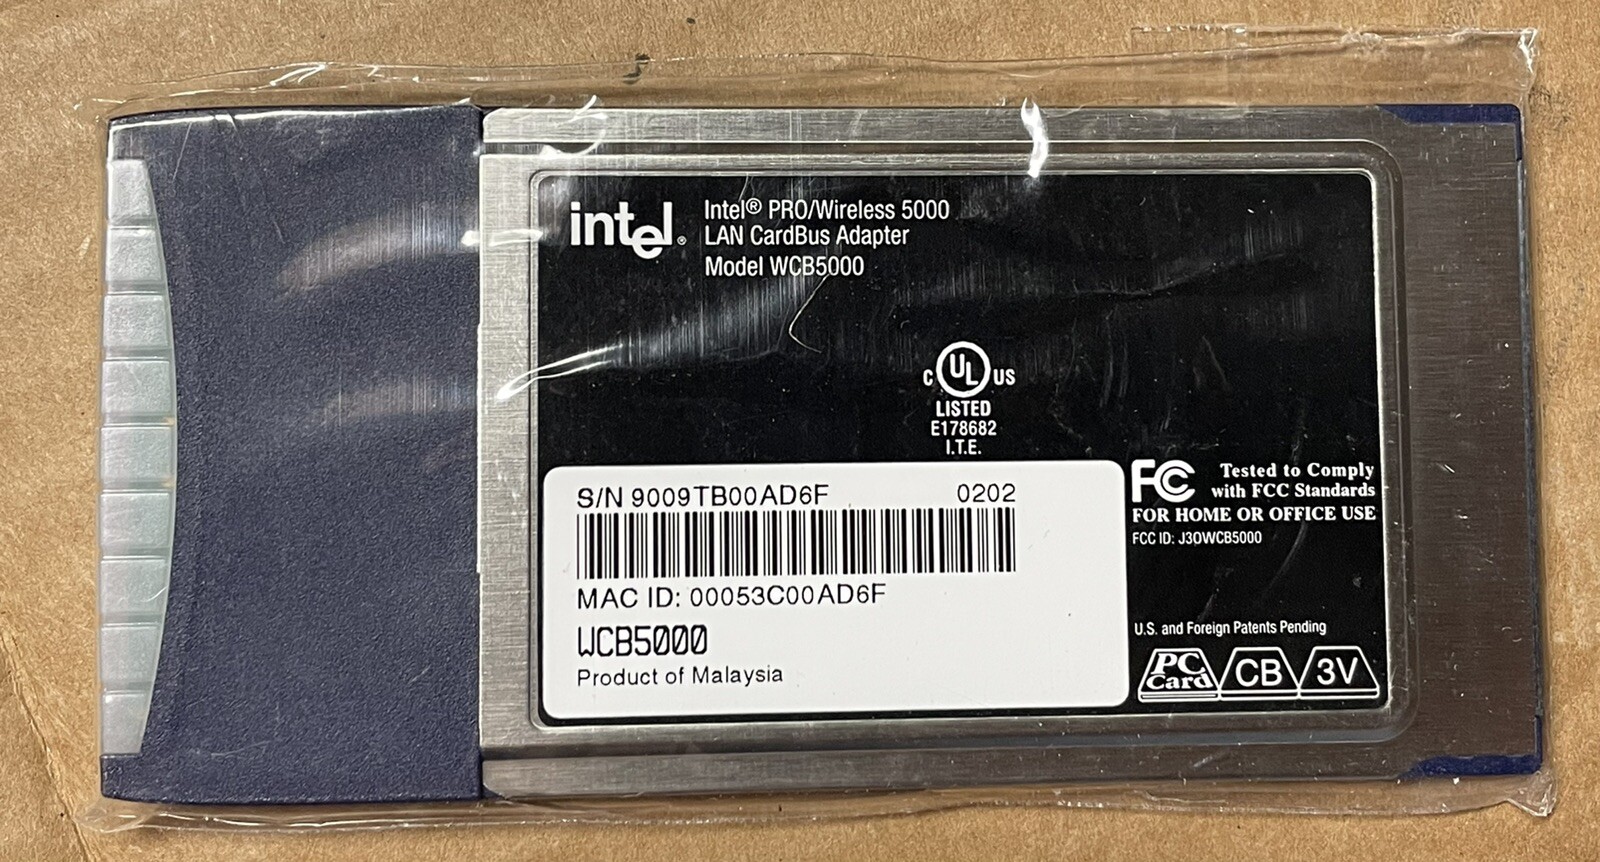 intel®
Intel® PRO/Wireless 5000
LAN CardBus Adapter
Model WCB5000
C UL US
LISTED
E178682
I.T.E.
S/N 9009TB00AD6F 0202
MAC ID: 00053C00AD6F
WCB5000
Product of Malaysia
FC Tested to Comply
with FCC Standards
FOR HOME OR OFFICE USE
FCC ID: J3OWCB5000
U.S. and Foreign Patents Pending
PC Card CB 3V